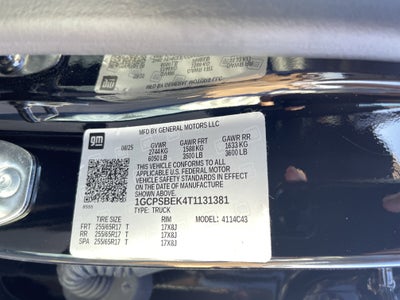 MFD BY GENERAL MOTORS LLC
gm
08/25 GVWR GAWR FRT GAWR RR
2744 KG 1588 KG 1633 KG
6050 LB 3500 LB 3600 LB
THIS VEHICLE CONFORMS TO ALL
APPLICABLE U.S. FEDERAL MOTOR
VEHICLE SAFETY STANDARDS IN EFFECT
ON THE DATE OF MANUFACTURE SHOWN ABOVE.
1GCPSBEK4T1131381
TYPE: TRUCK MODEL: 4114C43
TIRE SIZE RIM
FRT 255/65R17 T 17X8J
RR 255/65R17 T 17X8J
SPA 255/65R17 T 17X8J